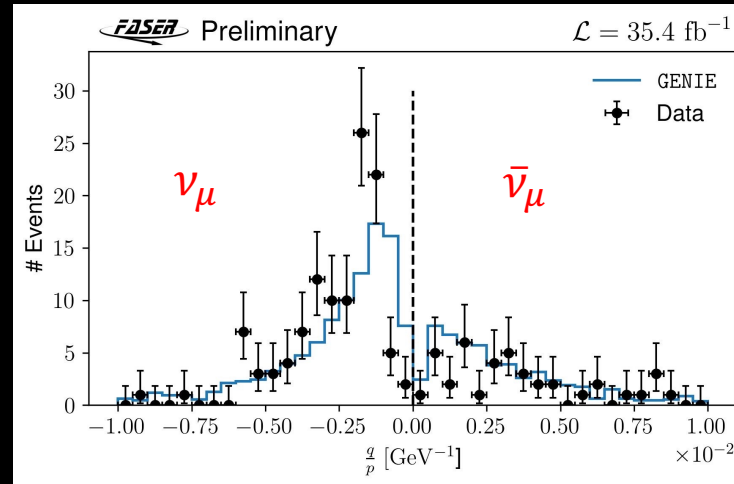 FASER Preliminary
ℒ = 35.4 fb⁻¹
GENIE
Data
ν_μ
ν̄_μ
# Events
30
25
20
15
10
5
0
−1.00 −0.75 −0.50 −0.25 0.00 0.25 0.50 0.75 1.00
×10⁻²
q/p [GeV⁻¹]